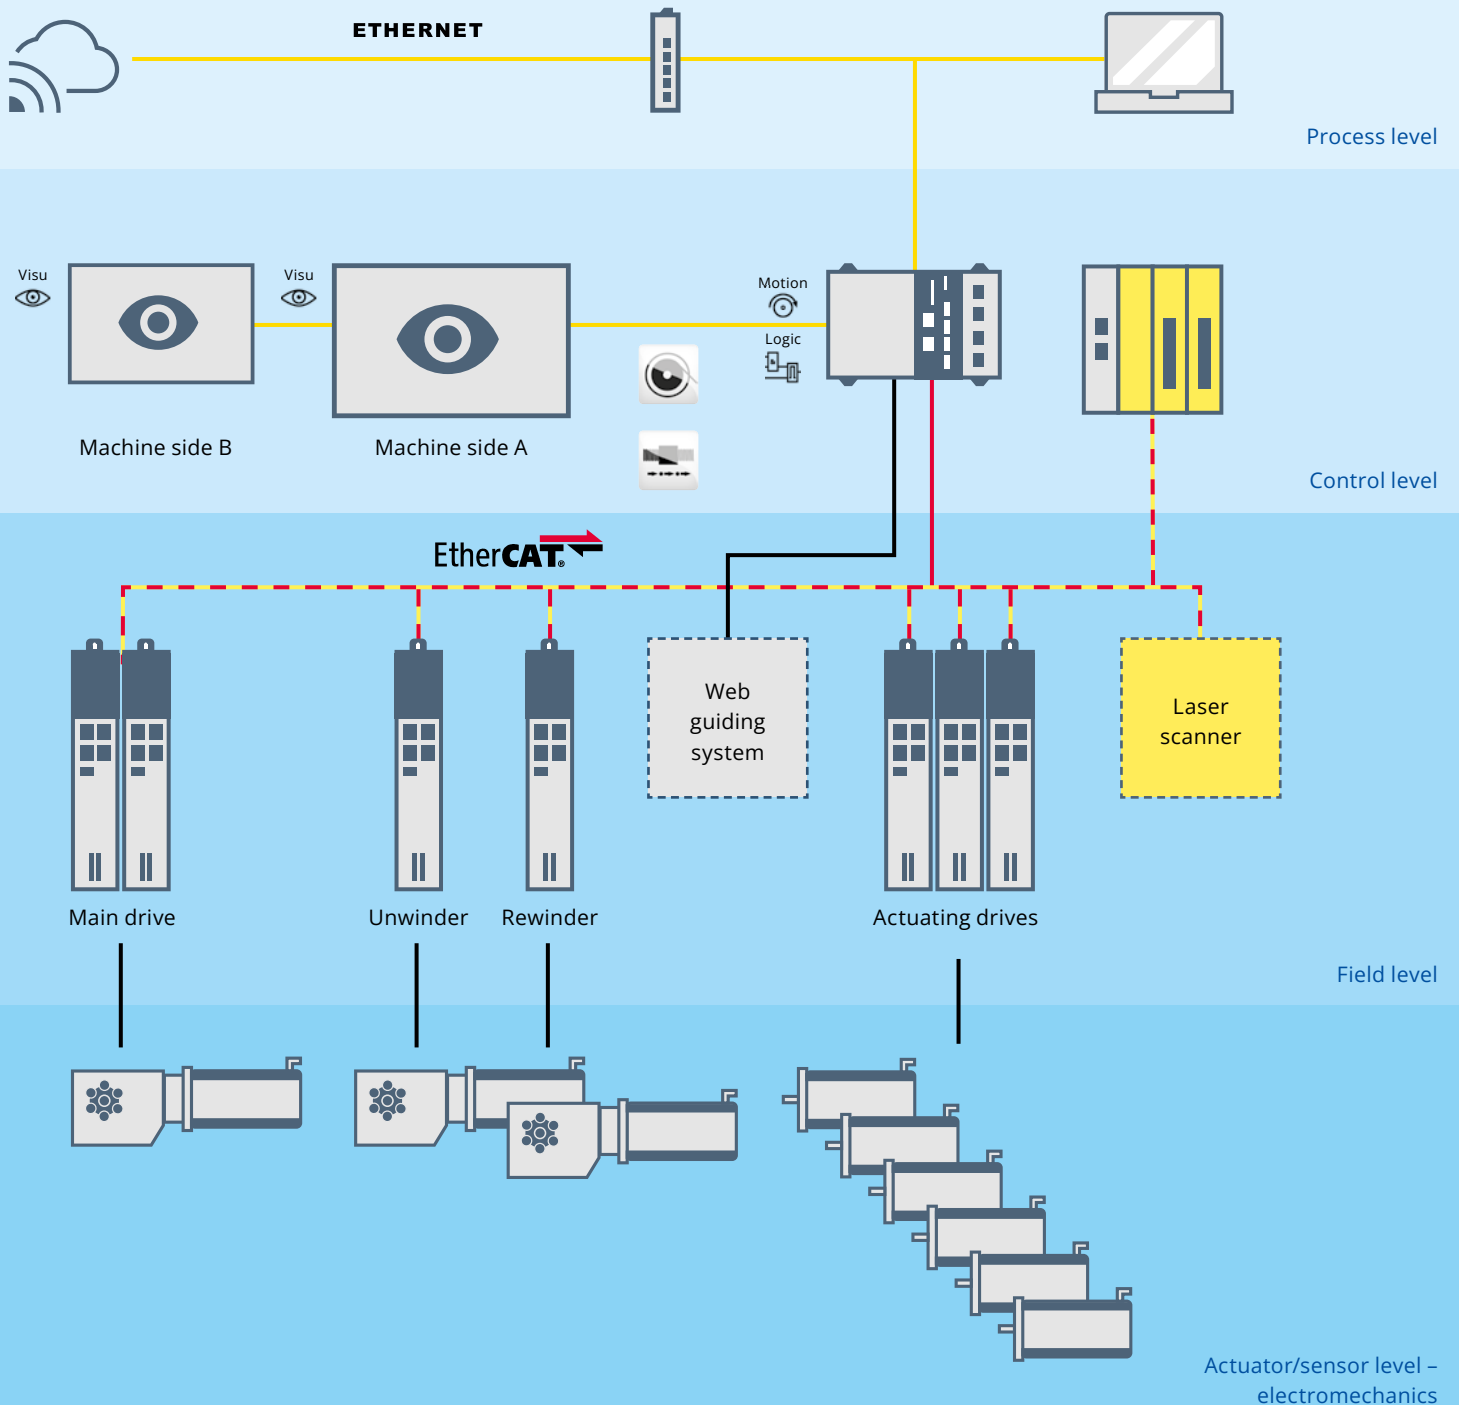 ETHERNET
Process level
Visu
Visu
Motion
Logic
Machine side B
Machine side A
Control level
EtherCAT®
Web
guiding
system
Laser
scanner
Main drive
Unwinder
Rewinder
Actuating drives
Field level
Actuator/sensor level –
electromechanics